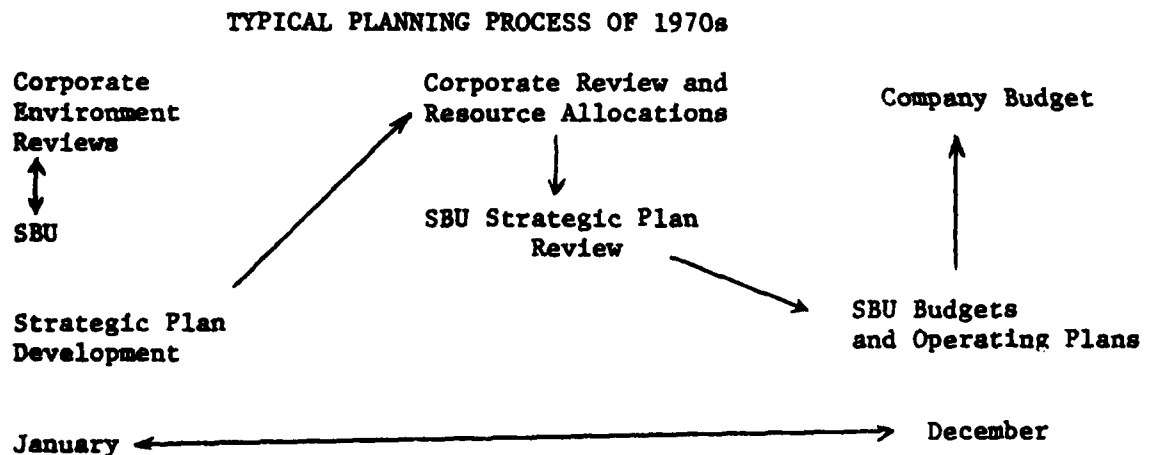 TYPICAL PLANNING PROCESS OF 1970s
Corporate
Environment
Reviews
SBU
Strategic Plan
Development
Corporate Review and
Resource Allocations
SBU Strategic Plan
Review
Company Budget
SBU Budgets
and Operating Plans
January
December